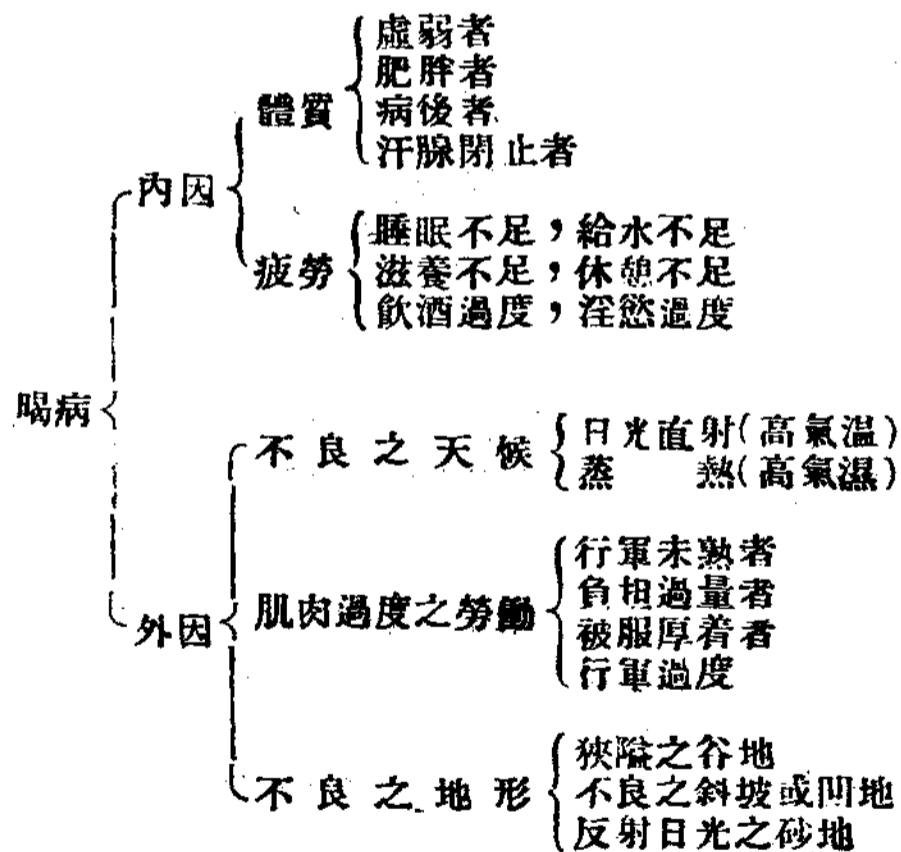 虛弱者
肥胖者
體質
病後者
汗腺閉止者
內因
睡眠不足，給水不足
疲勞
滋養不足，休憩不足
飲酒過度，淫慾過度
暍病
不良之天候
日光直射(高氣溫)
蒸熱(高氣濕)
行軍未熟者
肌肉過度之勞働
負担過量者
被服厚着者
外因
行軍過度
狹隘之谷地
不良之地形
不良之斜坡或凹地
反射日光之砂地